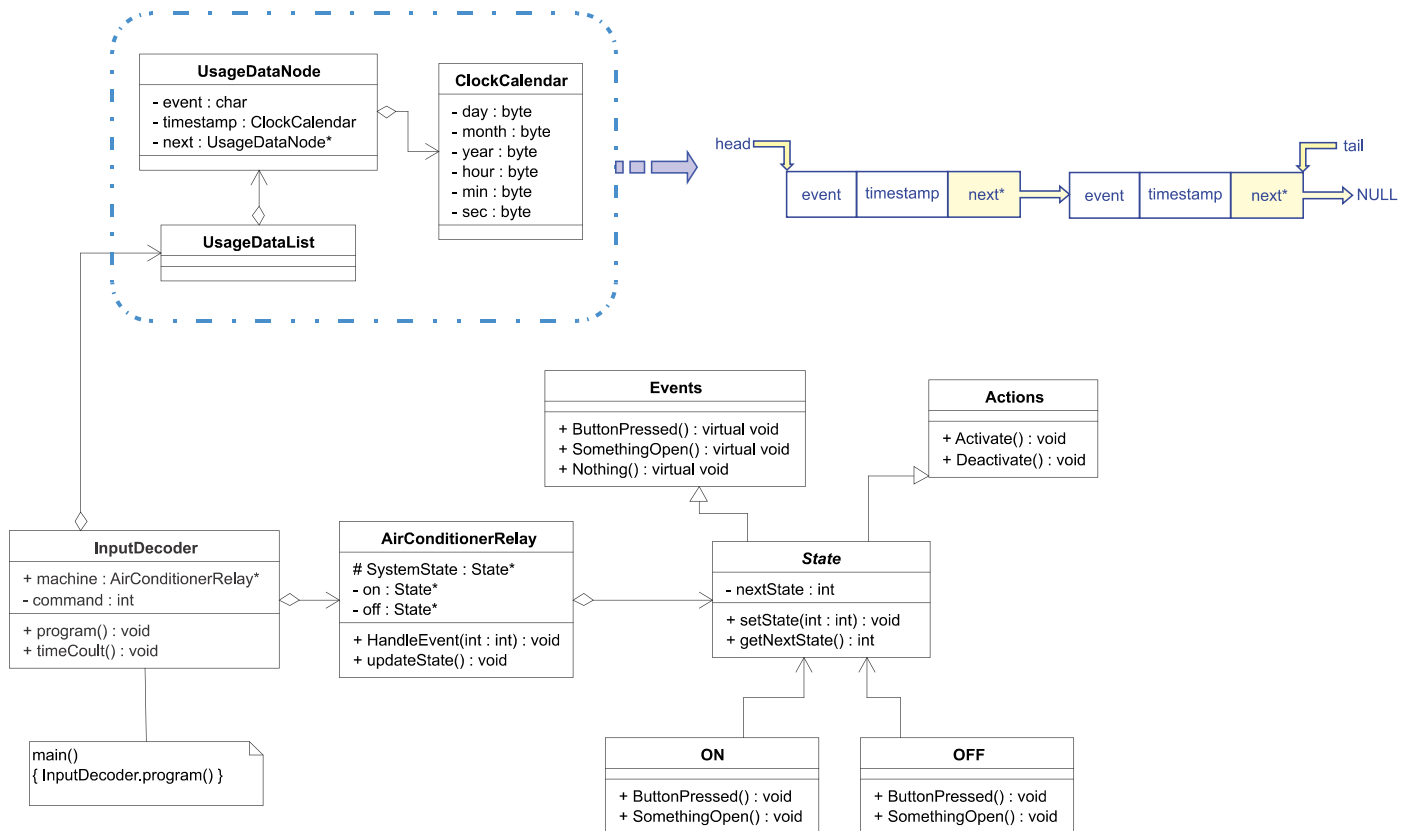 UsageDataNode
- event : char
- timestamp : ClockCalendar
- next : UsageDataNode*
ClockCalendar
- day : byte
- month : byte
- year : byte
- hour : byte
- min : byte
- sec : byte
UsageDataList
head
tail
event timestamp next* event timestamp next* NULL
Events
+ ButtonPressed() : virtual void
+ SomethingOpen() : virtual void
+ Nothing() : virtual void
Actions
+ Activate() : void
+ Deactivate() : void
InputDecoder
+ machine : AirConditionerRelay*
- command : int
+ program() : void
+ timeCoult() : void
AirConditionerRelay
# SystemState : State*
- on : State*
- off : State*
+ HandleEvent(int : int) : void
+ updateState() : void
State
- nextState : int
+ setState(int : int) : void
+ getNextState() : int
main()
{ InputDecoder.program() }
ON
+ ButtonPressed() : void
+ SomethingOpen() : void
OFF
+ ButtonPressed() : void
+ SomethingOpen() : void